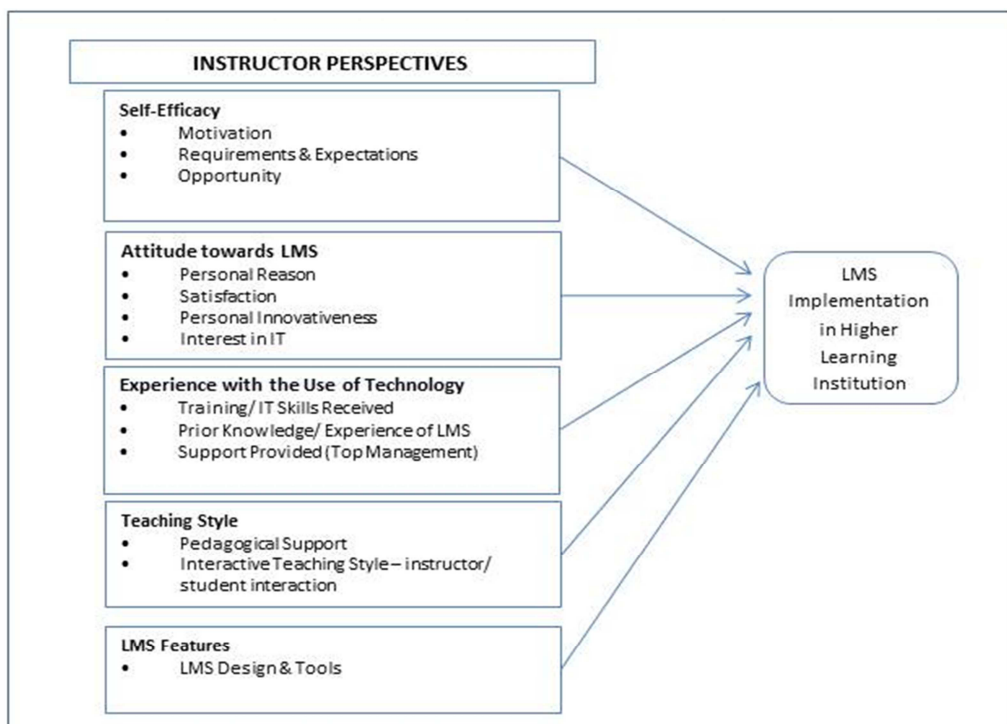 INSTRUCTOR PERSPECTIVES
Self-Efficacy
• Motivation
• Requirements & Expectations
• Opportunity
Attitude towards LMS
• Personal Reason
• Satisfaction
• Personal Innovativeness
• Interest in IT
Experience with the Use of Technology
• Training/ IT Skills Received
• Prior Knowledge/ Experience of LMS
• Support Provided (Top Management)
Teaching Style
• Pedagogical Support
• Interactive Teaching Style – instructor/
student interaction
LMS Features
• LMS Design & Tools
LMS
Implementation
in Higher
Learning
Institution